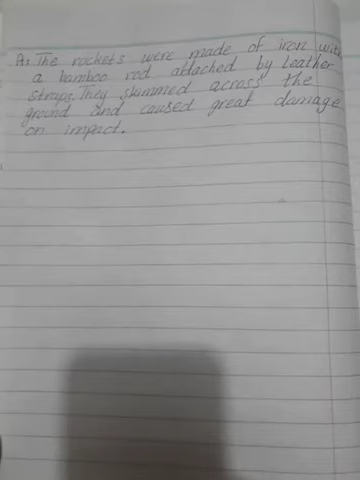 A: The rockets were made of iron with
a bamboo rod attached by leather
straps. They skimmed across the
ground and caused great damage
on impact.